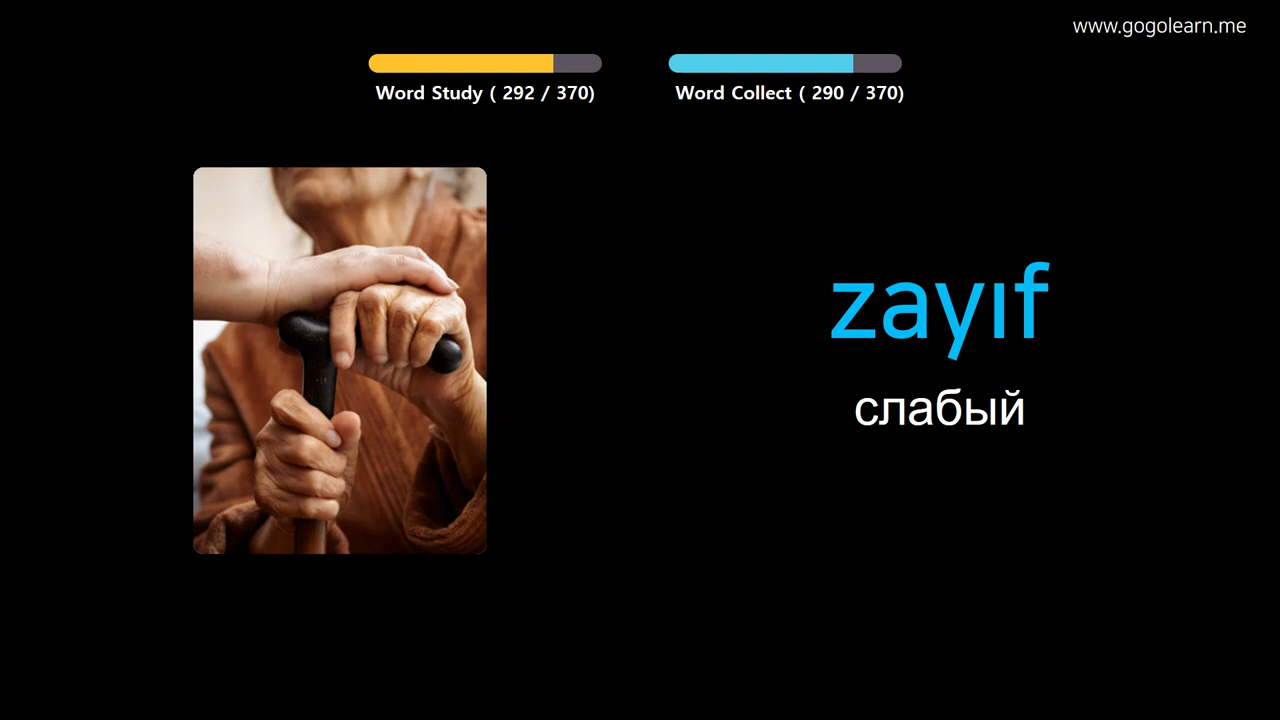 www.gogolearn.me
Word Study ( 292 / 370)
Word Collect ( 290 / 370)
zayıf
слабый